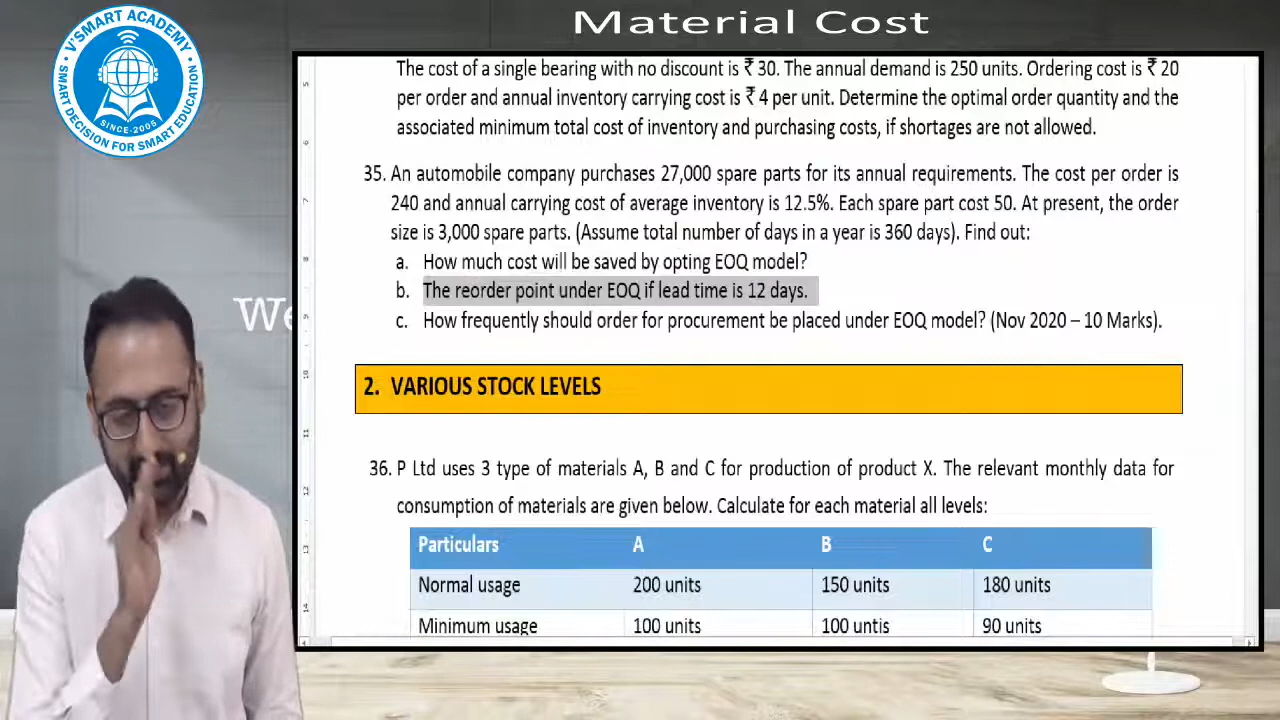 Material Cost
V'SMART ACADEMY
SINCE-2006
SMART DECISION FOR SMART EDUCATION
We
The cost of a single bearing with no discount is ₹ 30. The annual demand is 250 units. Ordering cost is ₹ 20
per order and annual inventory carrying cost is ₹ 4 per unit. Determine the optimal order quantity and the
associated minimum total cost of inventory and purchasing costs, if shortages are not allowed.
35. An automobile company purchases 27,000 spare parts for its annual requirements. The cost per order is
240 and annual carrying cost of average inventory is 12.5%. Each spare part cost 50. At present, the order
size is 3,000 spare parts. (Assume total number of days in a year is 360 days). Find out:
a. How much cost will be saved by opting EOQ model?
b. The reorder point under EOQ if lead time is 12 days.
c. How frequently should order for procurement be placed under EOQ model? (Nov 2020 – 10 Marks).
2. VARIOUS STOCK LEVELS
36. P Ltd uses 3 type of materials A, B and C for production of product X. The relevant monthly data for
consumption of materials are given below. Calculate for each material all levels:
Particulars A B C
Normal usage 200 units 150 units 180 units
Minimum usage 100 units 100 untis 90 units